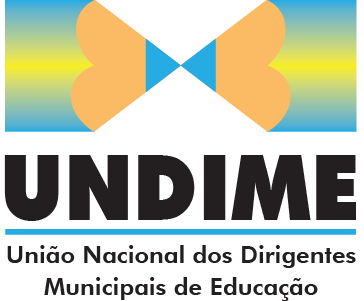 UNDIME
União Nacional dos Dirigentes
Municipais de Educação